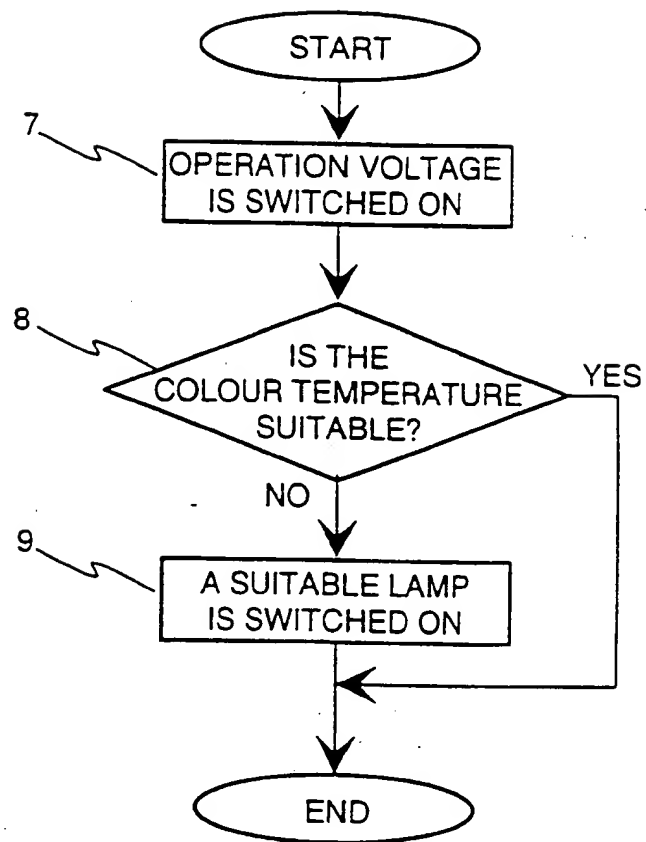 START
7
OPERATION VOLTAGE
IS SWITCHED ON
8
IS THE
COLOUR TEMPERATURE
SUITABLE?
YES
NO
9
A SUITABLE LAMP
IS SWITCHED ON
END